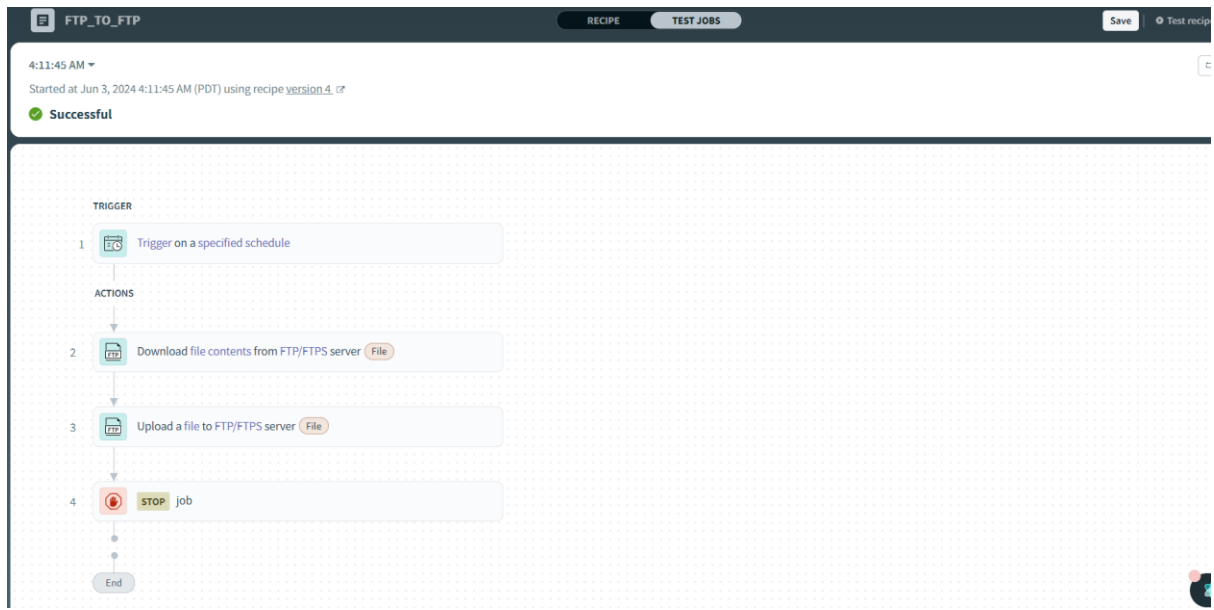 FTP_TO_FTP
RECIPE
TEST JOBS
Save
Test recipe
4:11:45 AM
Started at Jun 3, 2024 4:11:45 AM (PDT) using recipe version 4
Successful
TRIGGER
1 Trigger on a specified schedule
ACTIONS
2 FTP Download file contents from FTP/FTPS server File
3 FTP Upload a file to FTP/FTPS server File
4 STOP job
End